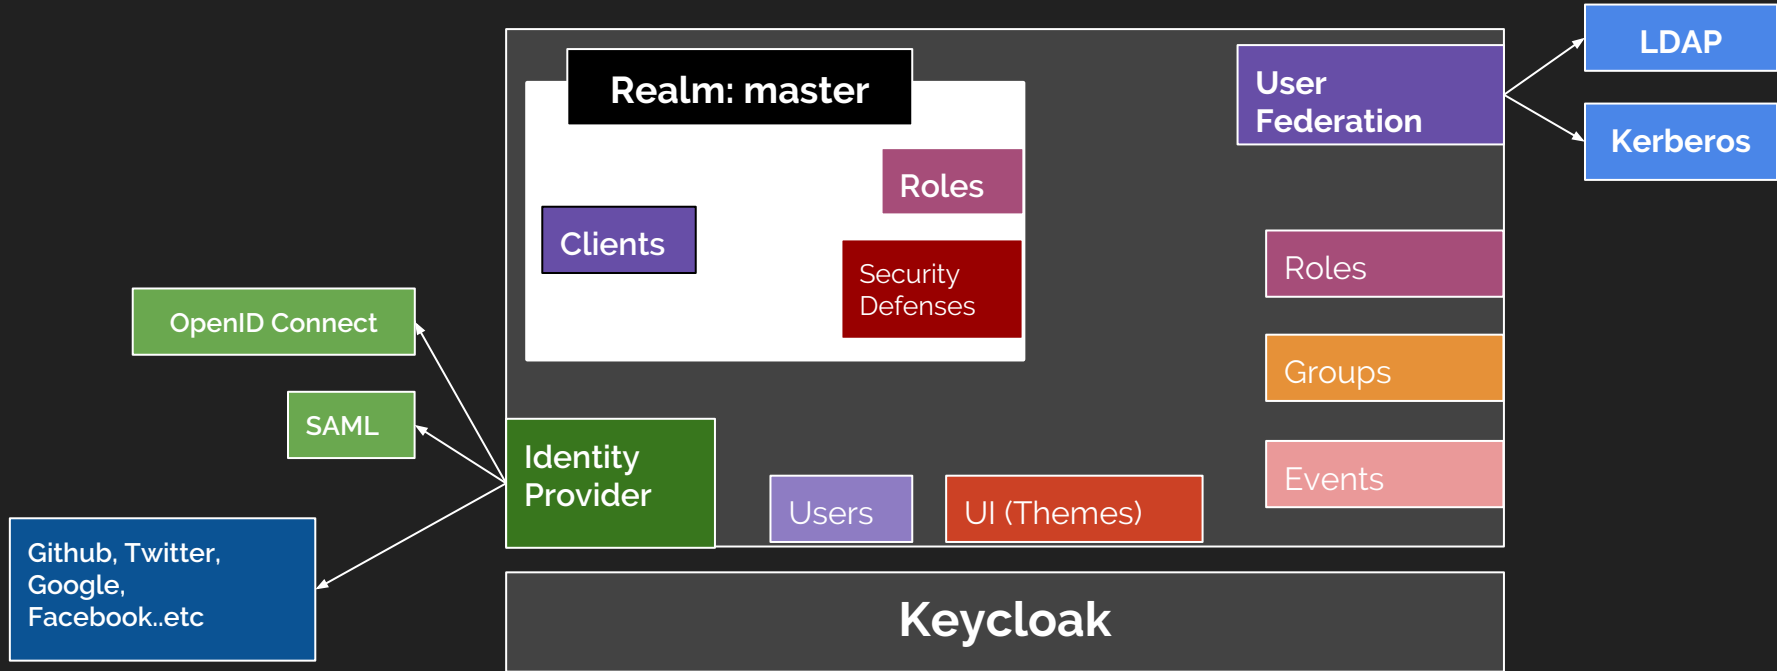 LDAP
Realm: master
User
Federation
Kerberos
Roles
Clients
Security
Defenses
Roles
OpenID Connect
Groups
SAML
Identity
Provider
Events
Users
UI (Themes)
Github, Twitter,
Google,
Facebook..etc
Keycloak